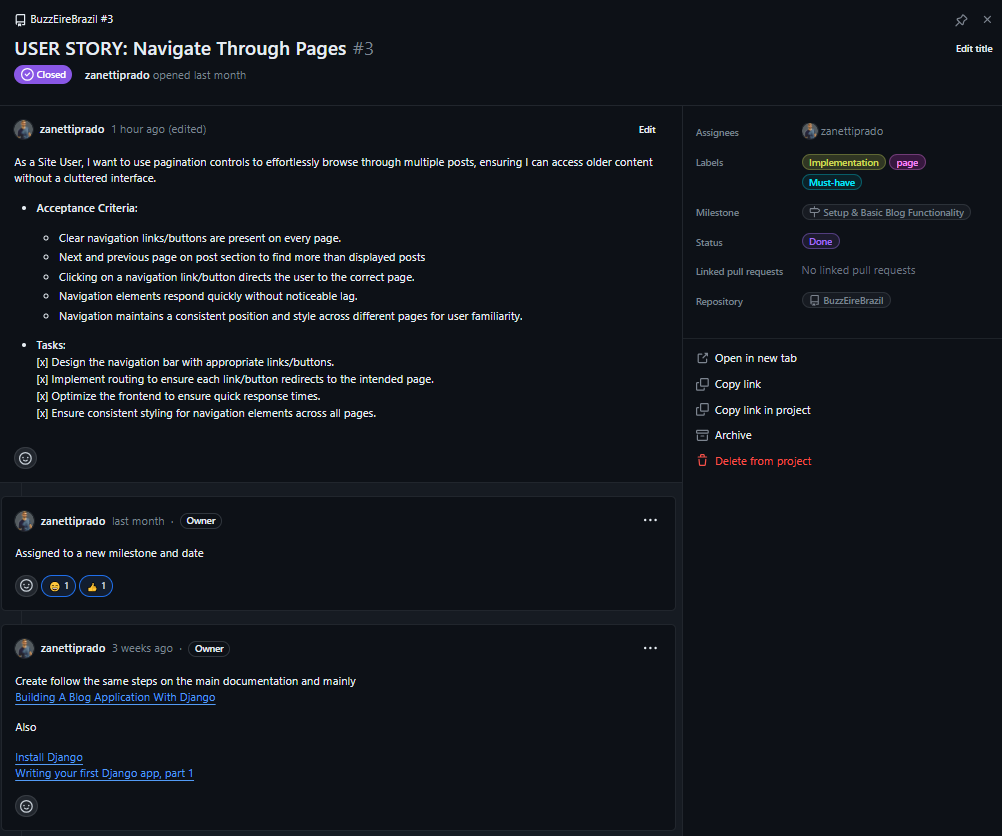 BuzzEireBrazil #3
USER STORY: Navigate Through Pages #3
Edit title
Closed zanettiprado opened last month
zanettiprado 1 hour ago (edited)
Edit
As a Site User, I want to use pagination controls to effortlessly browse through multiple posts, ensuring I can access older content
without a cluttered interface.
Acceptance Criteria:
Clear navigation links/buttons are present on every page.
Next and previous page on post section to find more than displayed posts
Clicking on a navigation link/button directs the user to the correct page.
Navigation elements respond quickly without noticeable lag.
Navigation maintains a consistent position and style across different pages for user familiarity.
Tasks:
[x] Design the navigation bar with appropriate links/buttons.
[x] Implement routing to ensure each link/button redirects to the intended page.
[x] Optimize the frontend to ensure quick response times.
[x] Ensure consistent styling for navigation elements across all pages.
zanettiprado last month · Owner
Assigned to a new milestone and date
1 1
zanettiprado 3 weeks ago · Owner
Create follow the same steps on the main documentation and mainly
Building A Blog Application With Django
Also
Install Django
Writing your first Django app, part 1
Assignees zanettiprado
Labels Implementation page
Must-have
Milestone Setup & Basic Blog Functionality
Status Done
Linked pull requests No linked pull requests
Repository BuzzEireBrazil
Open in new tab
Copy link
Copy link in project
Archive
Delete from project